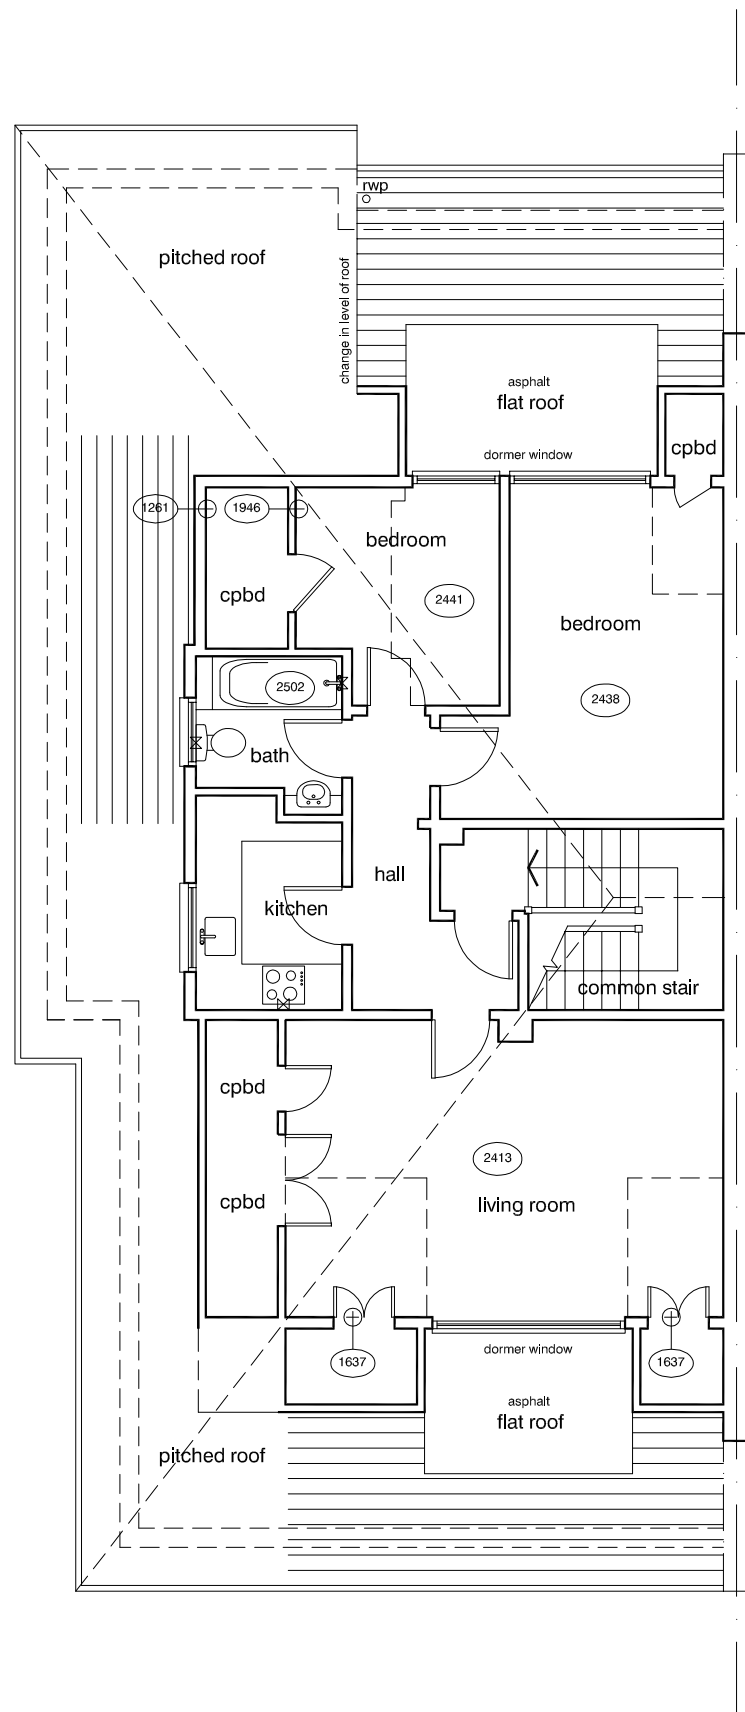 rwp
pitched roof
change in level of roof
asphalt
flat roof
dormer window
cpbd
1261
1946
bedroom
cpbd
2441
bedroom
2502
2438
bath
hall
kitchen
common stair
cpbd
2413
cpbd
living room
dormer window
1637
1637
asphalt
flat roof
pitched roof